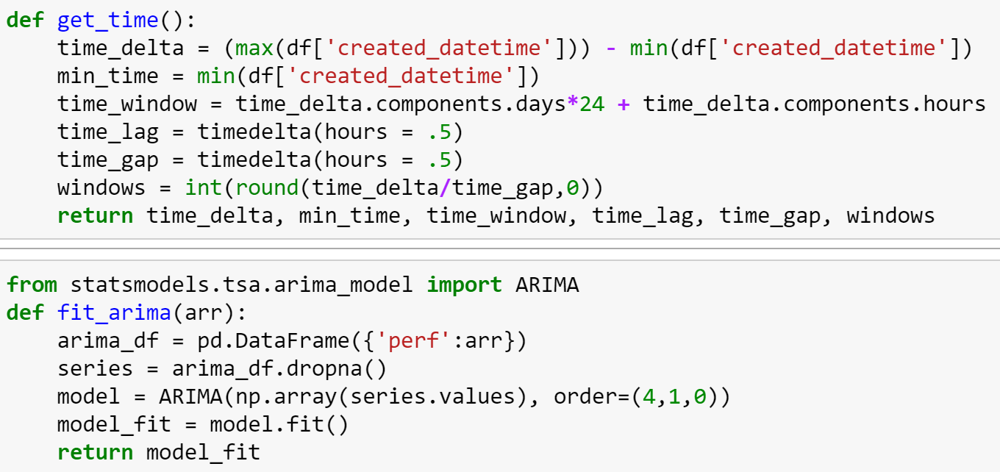 def get_time():
    time_delta = (max(df['created_datetime'])) - min(df['created_datetime'])
    min_time = min(df['created_datetime'])
    time_window = time_delta.components.days*24 + time_delta.components.hours
    time_lag = timedelta(hours = .5)
    time_gap = timedelta(hours = .5)
    windows = int(round(time_delta/time_gap,0))
    return time_delta, min_time, time_window, time_lag, time_gap, windows
from statsmodels.tsa.arima_model import ARIMA
def fit_arima(arr):
    arima_df = pd.DataFrame({'perf':arr})
    series = arima_df.dropna()
    model = ARIMA(np.array(series.values), order=(4,1,0))
    model_fit = model.fit()
    return model_fit